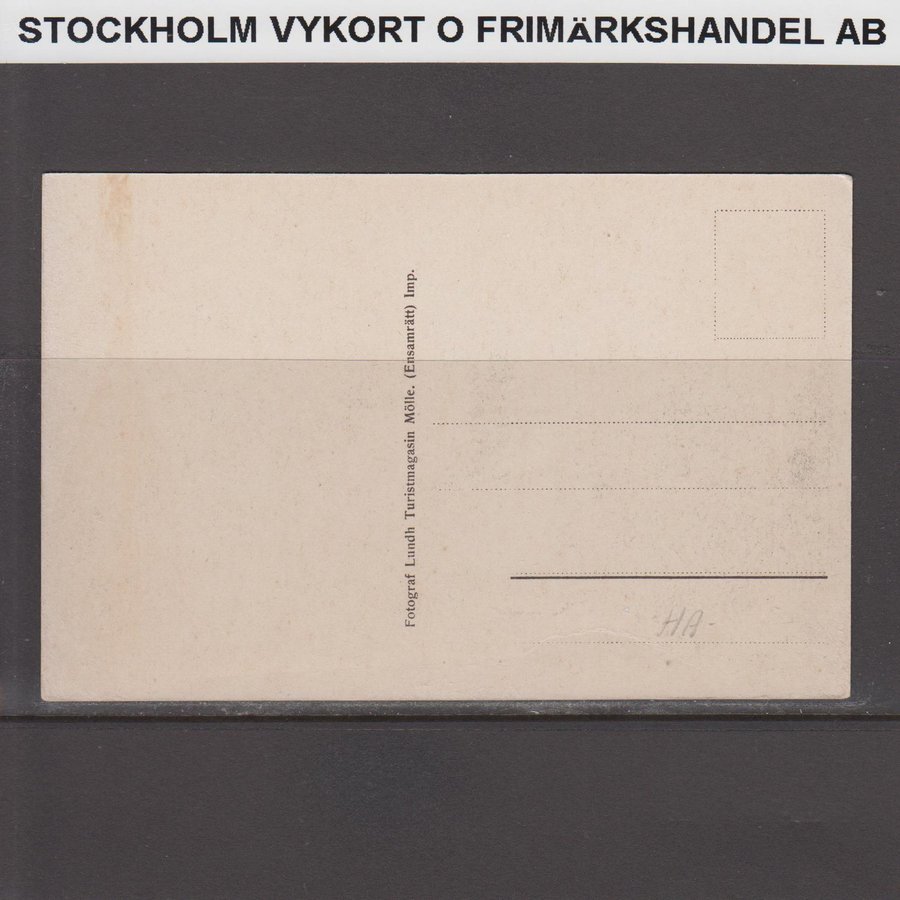 STOCKHOLM VYKORT O FRIMÄRKSHANDEL AB
Fotograf Lundh Turistmagasin Mölle. (Ensamrätt) Imp.
HA-